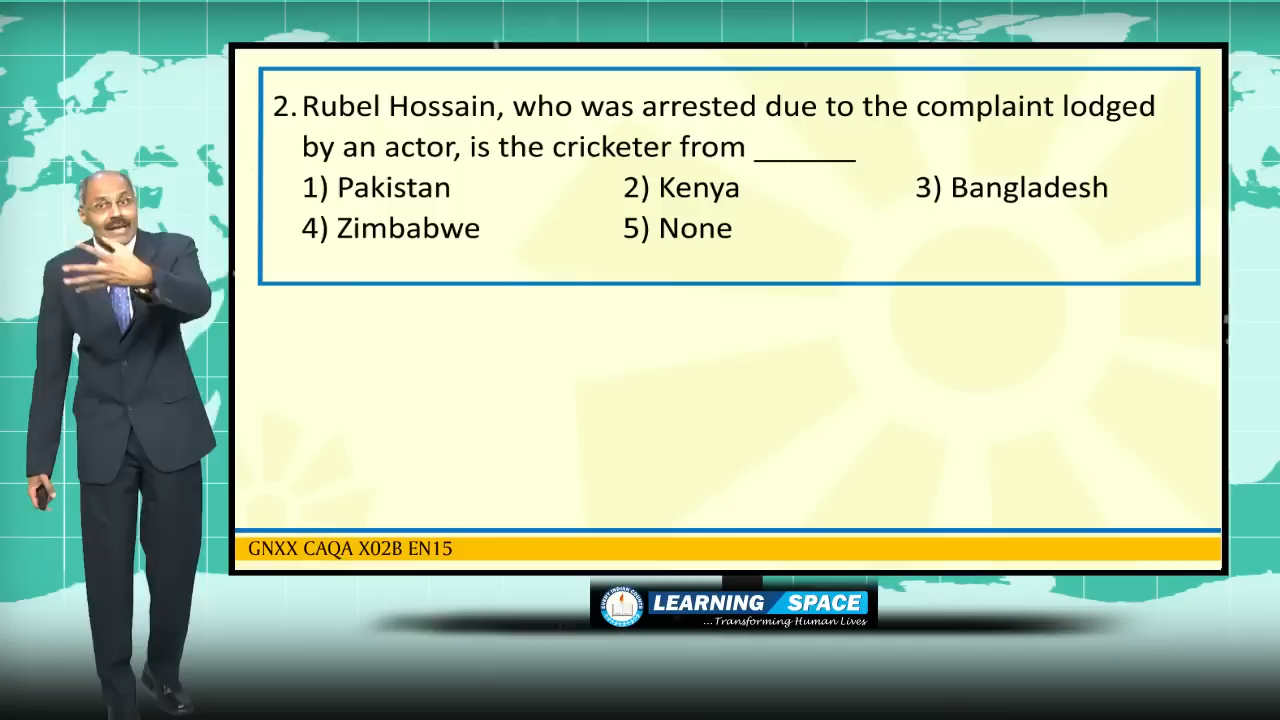 2. Rubel Hossain, who was arrested due to the complaint lodged
by an actor, is the cricketer from ______
1) Pakistan 2) Kenya 3) Bangladesh
4) Zimbabwe 5) None
GNXX CAQA X02B EN15
LEARNING SPACE
...Transforming Human Lives